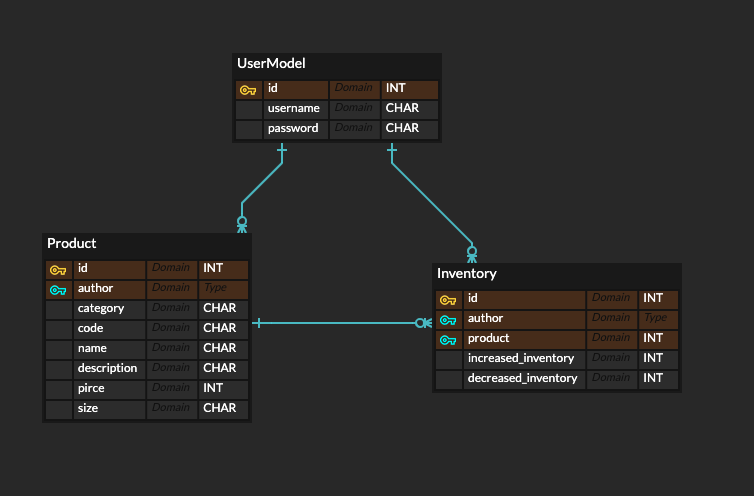 UserModel
id Domain INT
username Domain CHAR
password Domain CHAR
Product
id Domain INT
author Domain Type
category Domain CHAR
code Domain CHAR
name Domain CHAR
description Domain CHAR
pirce Domain INT
size Domain CHAR
Inventory
id Domain INT
author Domain Type
product Domain INT
increased_inventory Domain INT
decreased_inventory Domain INT